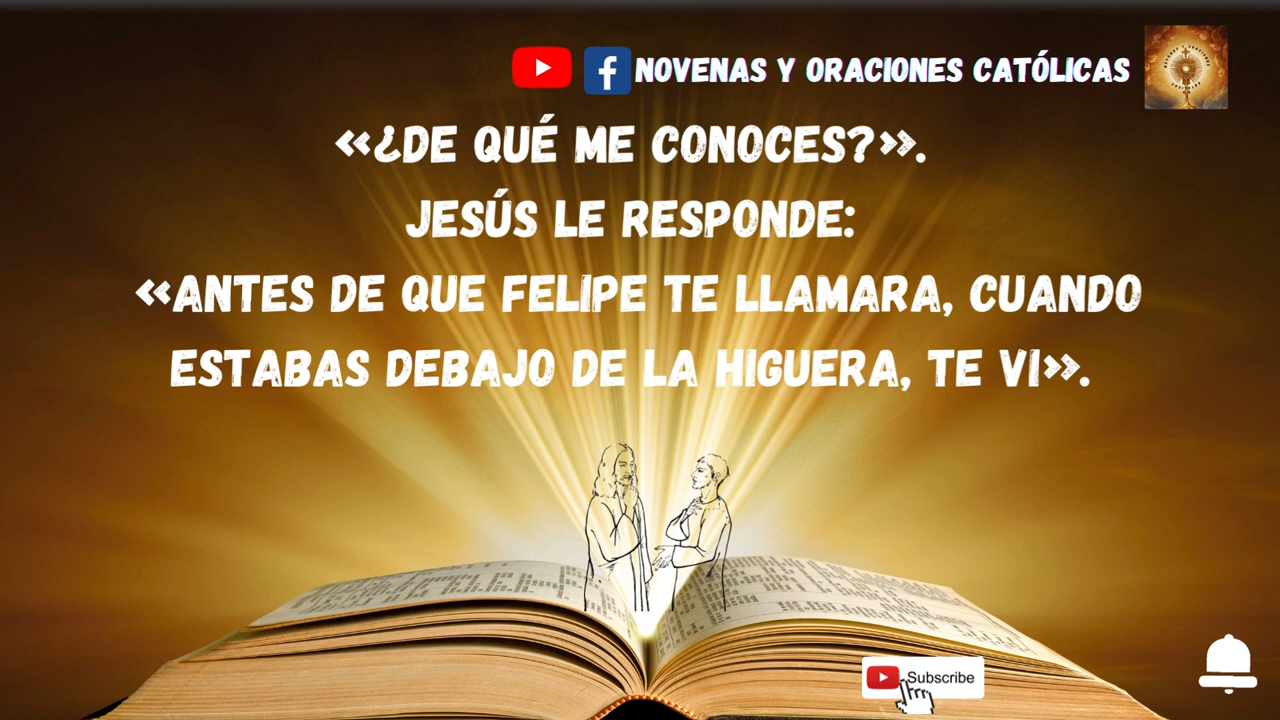 NOVENAS Y ORACIONES CATÓLICAS
«¿DE QUÉ ME CONOCES?».
JESÚS LE RESPONDE:
«ANTES DE QUE FELIPE TE LLAMARA, CUANDO
ESTABAS DEBAJO DE LA HIGUERA, TE VI».
Subscribe